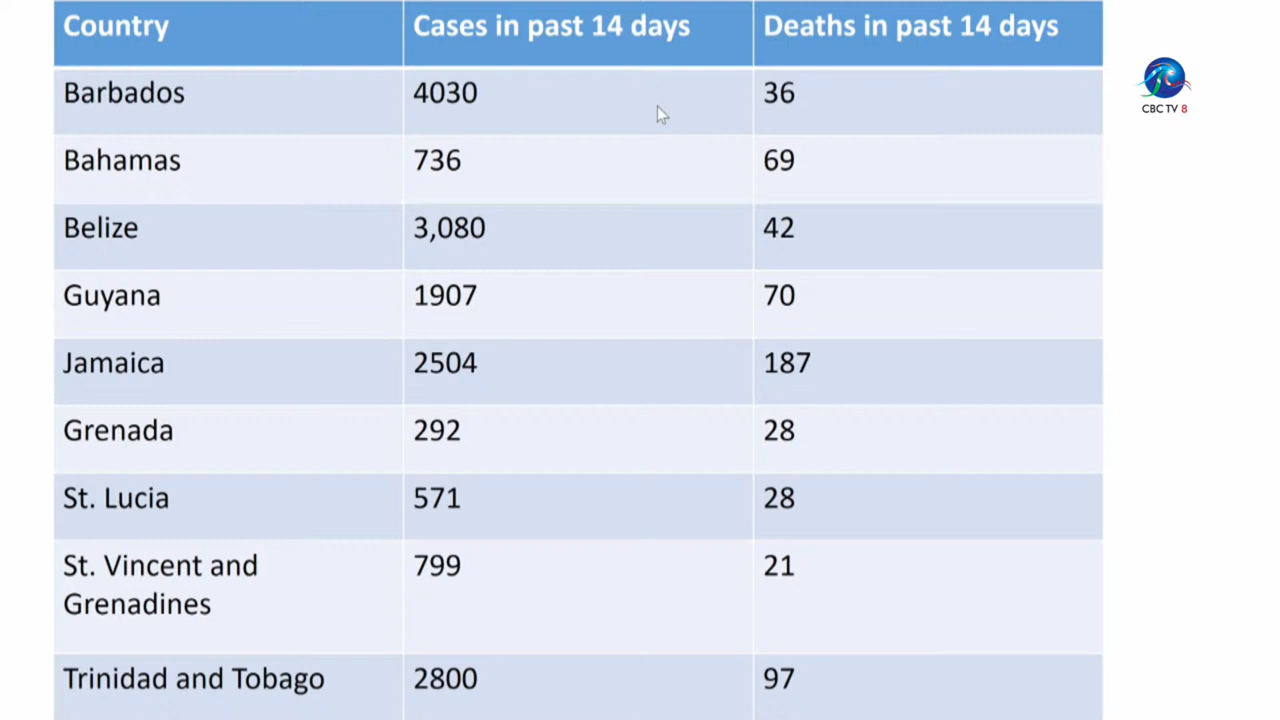 Country Cases in past 14 days Deaths in past 14 days
Barbados 4030 36
Bahamas 736 69
Belize 3,080 42
Guyana 1907 70
Jamaica 2504 187
Grenada 292 28
St. Lucia 571 28
St. Vincent and 799 21
Grenadines
Trinidad and Tobago 2800 97
CBC TV 8